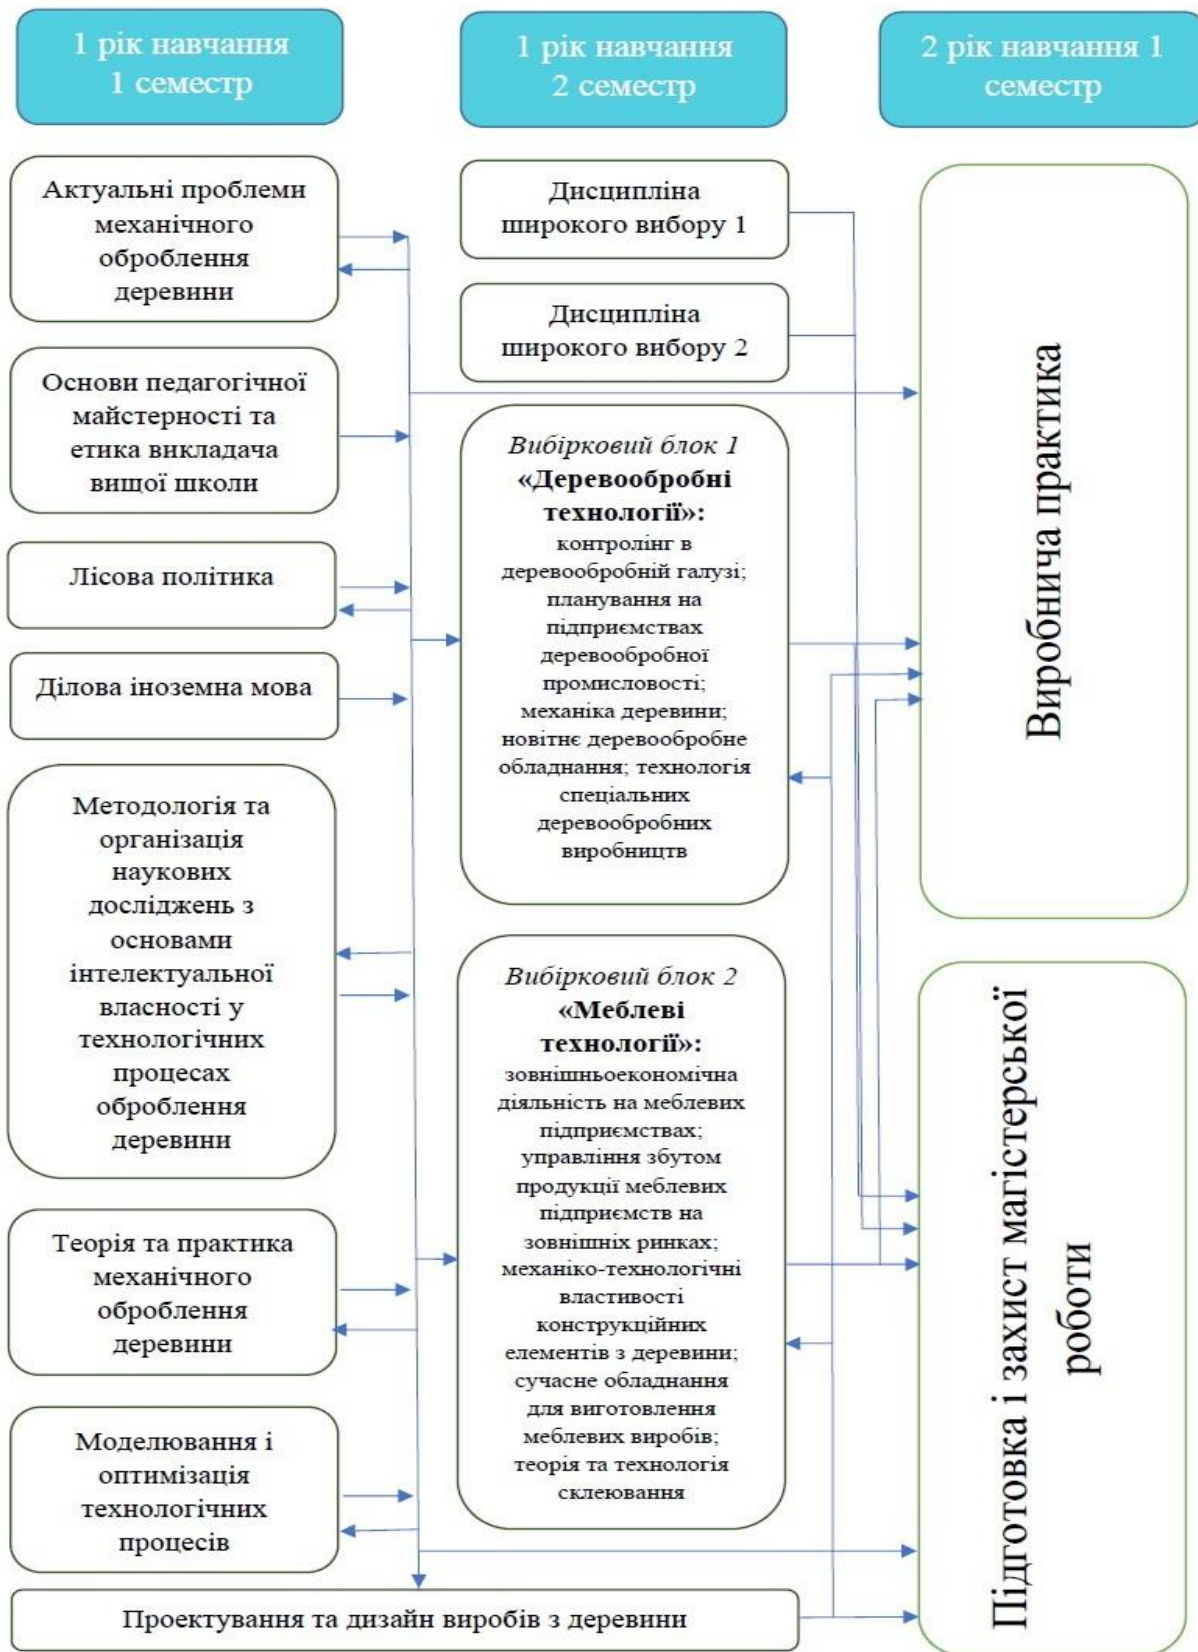 1 рік навчання
1 семестр
1 рік навчання
2 семестр
2 рік навчання 1
семестр
Актуальні проблеми
механічного
оброблення
деревини
Основи педагогічної
майстерності та
етика викладача
вищої школи
Лісова політика
Ділова іноземна мова
Методологія та
організація
наукових
досліджень з
основами
інтелектуальної
власності у
технологічних
процесах
оброблення
деревини
Теорія та практика
механічного
оброблення
деревини
Моделювання і
оптимізація
технологічних
процесів
Проектування та дизайн виробів з деревини
Дисципліна
широкого вибору 1
Дисципліна
широкого вибору 2
Вибірковий блок 1
«Деревообробні
технології»:
контролінг в
деревообробній галузі;
планування на
підприємствах
деревообробної
промисловості;
механіка деревини;
новітнє деревообробне
обладнання; технологія
спеціальних
деревообробних
виробництв
Вибірковий блок 2
«Меблеві
технології»:
зовнішньоекономічна
діяльність на меблевих
підприємствах;
управління збутом
продукції меблевих
підприємств на
зовнішніх ринках;
механіко-технологічні
властивості
конструкційних
елементів з деревини;
сучасне обладнання
для виготовлення
меблевих виробів;
теорія та технологія
склеювання
Виробнича практика
Підготовка і захист магістерської
роботи